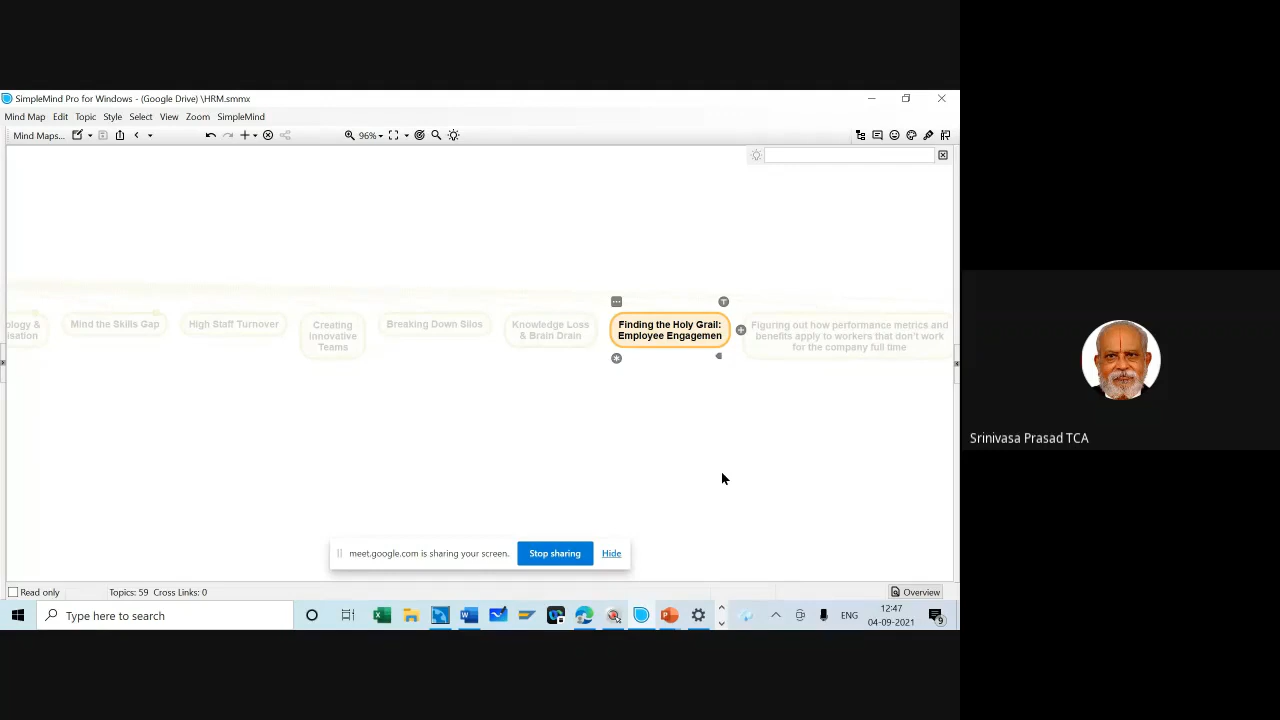 SimpleMind Pro for Windows - (Google Drive) \HRM.smmx
Mind Map Edit Topic Style Select View Zoom SimpleMind
Mind Maps...
96%
ology &
isation
Mind the Skills Gap
High Staff Turnover
Creating
Innovative
Teams
Breaking Down Silos
Knowledge Loss
& Brain Drain
Finding the Holy Grail:
Employee Engagemen
Figuring out how performance metrics and
benefits apply to workers that don't work
for the company full time
Srinivasa Prasad TCA
meet.google.com is sharing your screen.
Stop sharing
Hide
Read only
Topics: 59 Cross Links: 0
Overview
Type here to search
ENG
12:47
04-09-2021
9